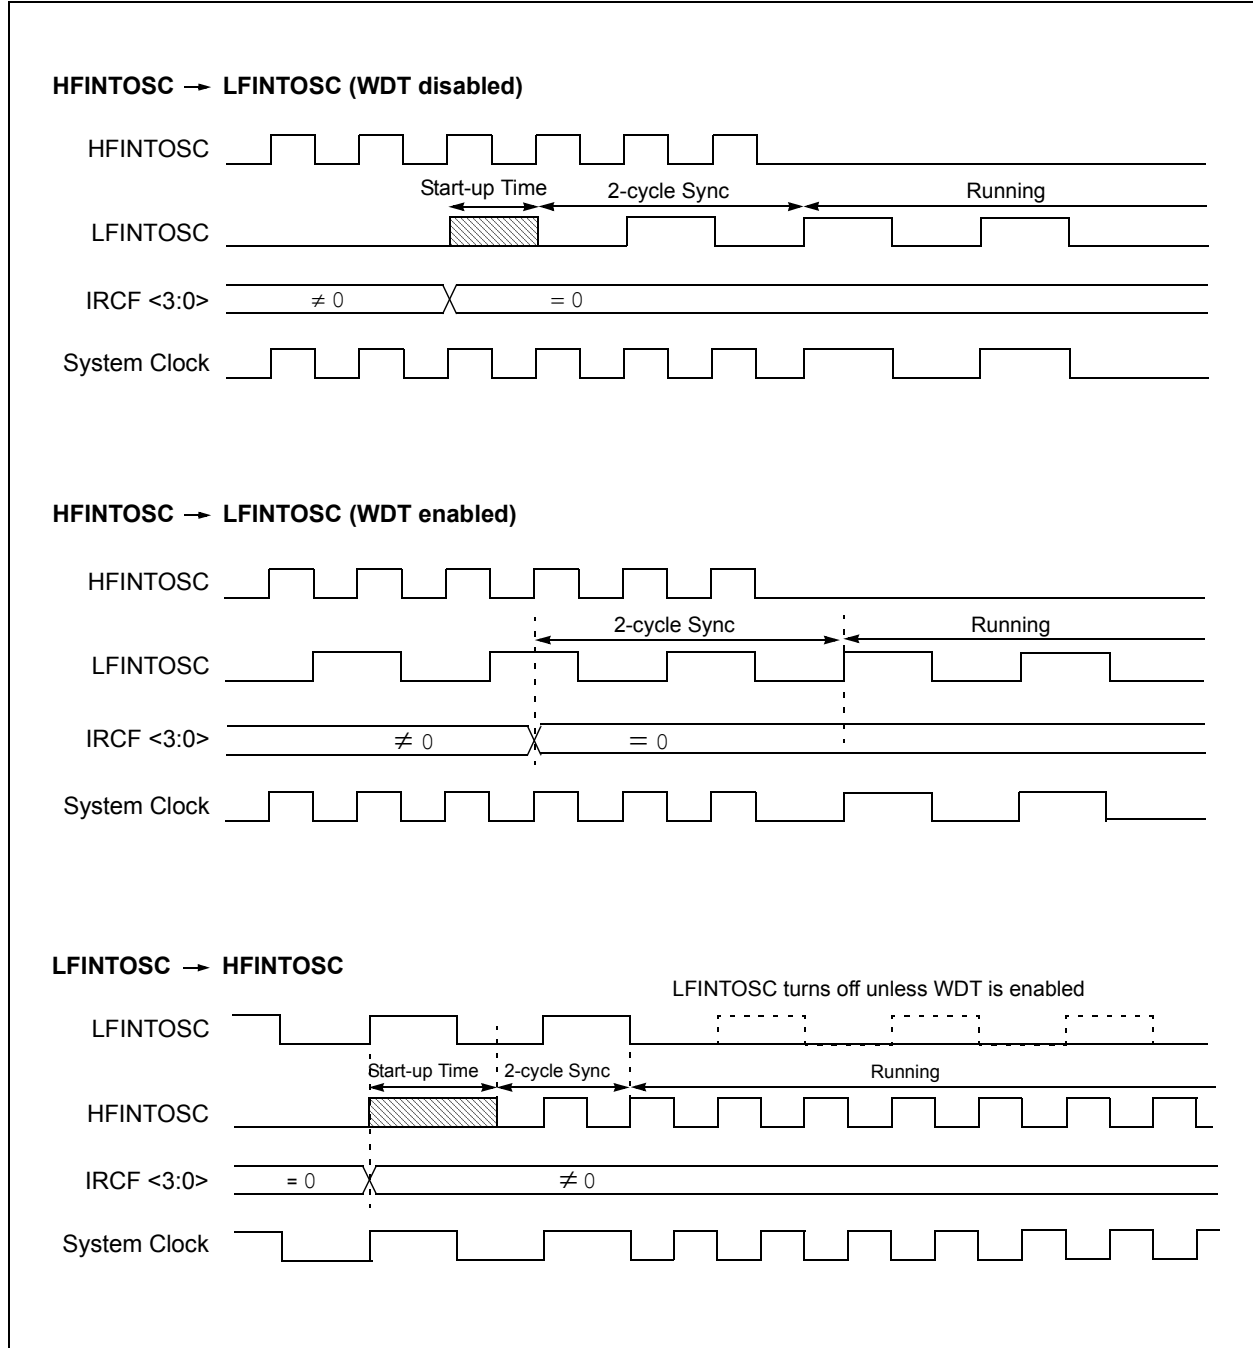 HFINTOSC → LFINTOSC (WDT disabled)
HFINTOSC
Start-up Time 2-cycle Sync Running
LFINTOSC
IRCF <3:0> ≠ 0 = 0
System Clock
HFINTOSC → LFINTOSC (WDT enabled)
HFINTOSC
2-cycle Sync Running
LFINTOSC
IRCF <3:0> ≠ 0 = 0
System Clock
LFINTOSC → HFINTOSC
LFINTOSC turns off unless WDT is enabled
LFINTOSC
Start-up Time 2-cycle Sync Running
HFINTOSC
IRCF <3:0> = 0 ≠ 0
System Clock